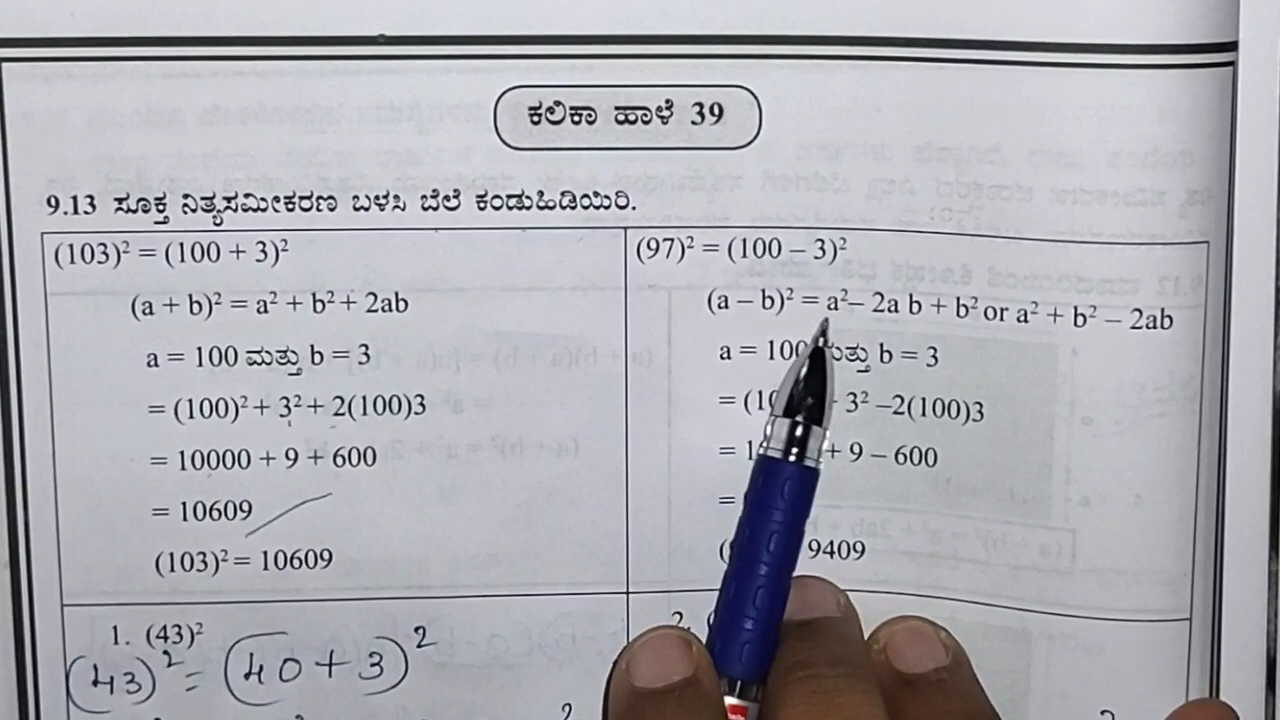 ಕಲಿಕಾ ಹಾಳೆ 39
9.13 ಸೂಕ್ತ ನಿತ್ಯಸಮೀಕರಣ ಬಳಸಿ ಬೆಲೆ ಕಂಡುಹಿಡಿಯಿರಿ.
(103)² = (100 + 3)²
(a + b)² = a² + b² + 2ab
a = 100 ಮತ್ತು b = 3
= (100)² + 3² + 2(100)3
= 10000 + 9 + 600
= 10609
(103)² = 10609
(97)² = (100 – 3)²
(a – b)² = a² – 2a b + b² or a² + b² – 2ab
a = 100 b = 3
3² –2(100)3
+ 9 – 600
=
9409
1. (43)²
(43)² = (40 + 3)²
2.